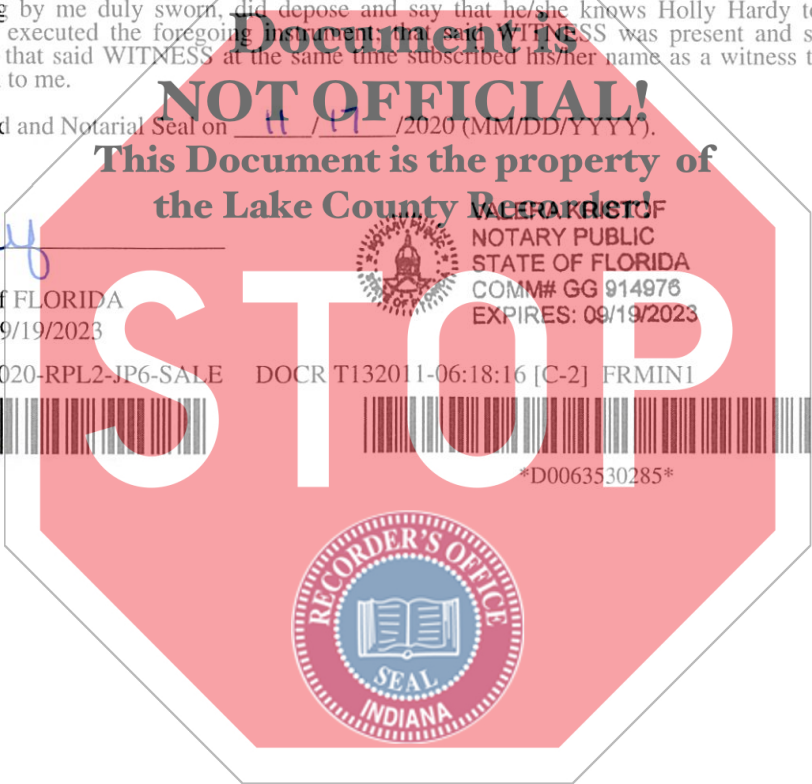 g by me duly sworn, did depose and say that he/she knows Holly Hardy to
executed the foregoing instrument; that said WITNESS was present and s
that said WITNESS at the same time subscribed his/her name as a witness t
to me.
Document is
NOT OFFICIAL!
d and Notarial Seal on 11 / 17 /2020 (MM/DD/YYYY).
This Document is the property of
the Lake County Recorder!
VALERA KRISTOF
NOTARY PUBLIC
STATE OF FLORIDA
COMM# GG 914976
EXPIRES: 09/19/2023
NOTARY PUBLIC
STATE OF FLORIDA
f FLORIDA
9/19/2023
STOP
020-RPL2-JP6-SALE DOCR T132011-06:18:16 [C-2] FRMIN1
*D0063530285*
RECORDER'S OFFICE
SEAL
INDIANA